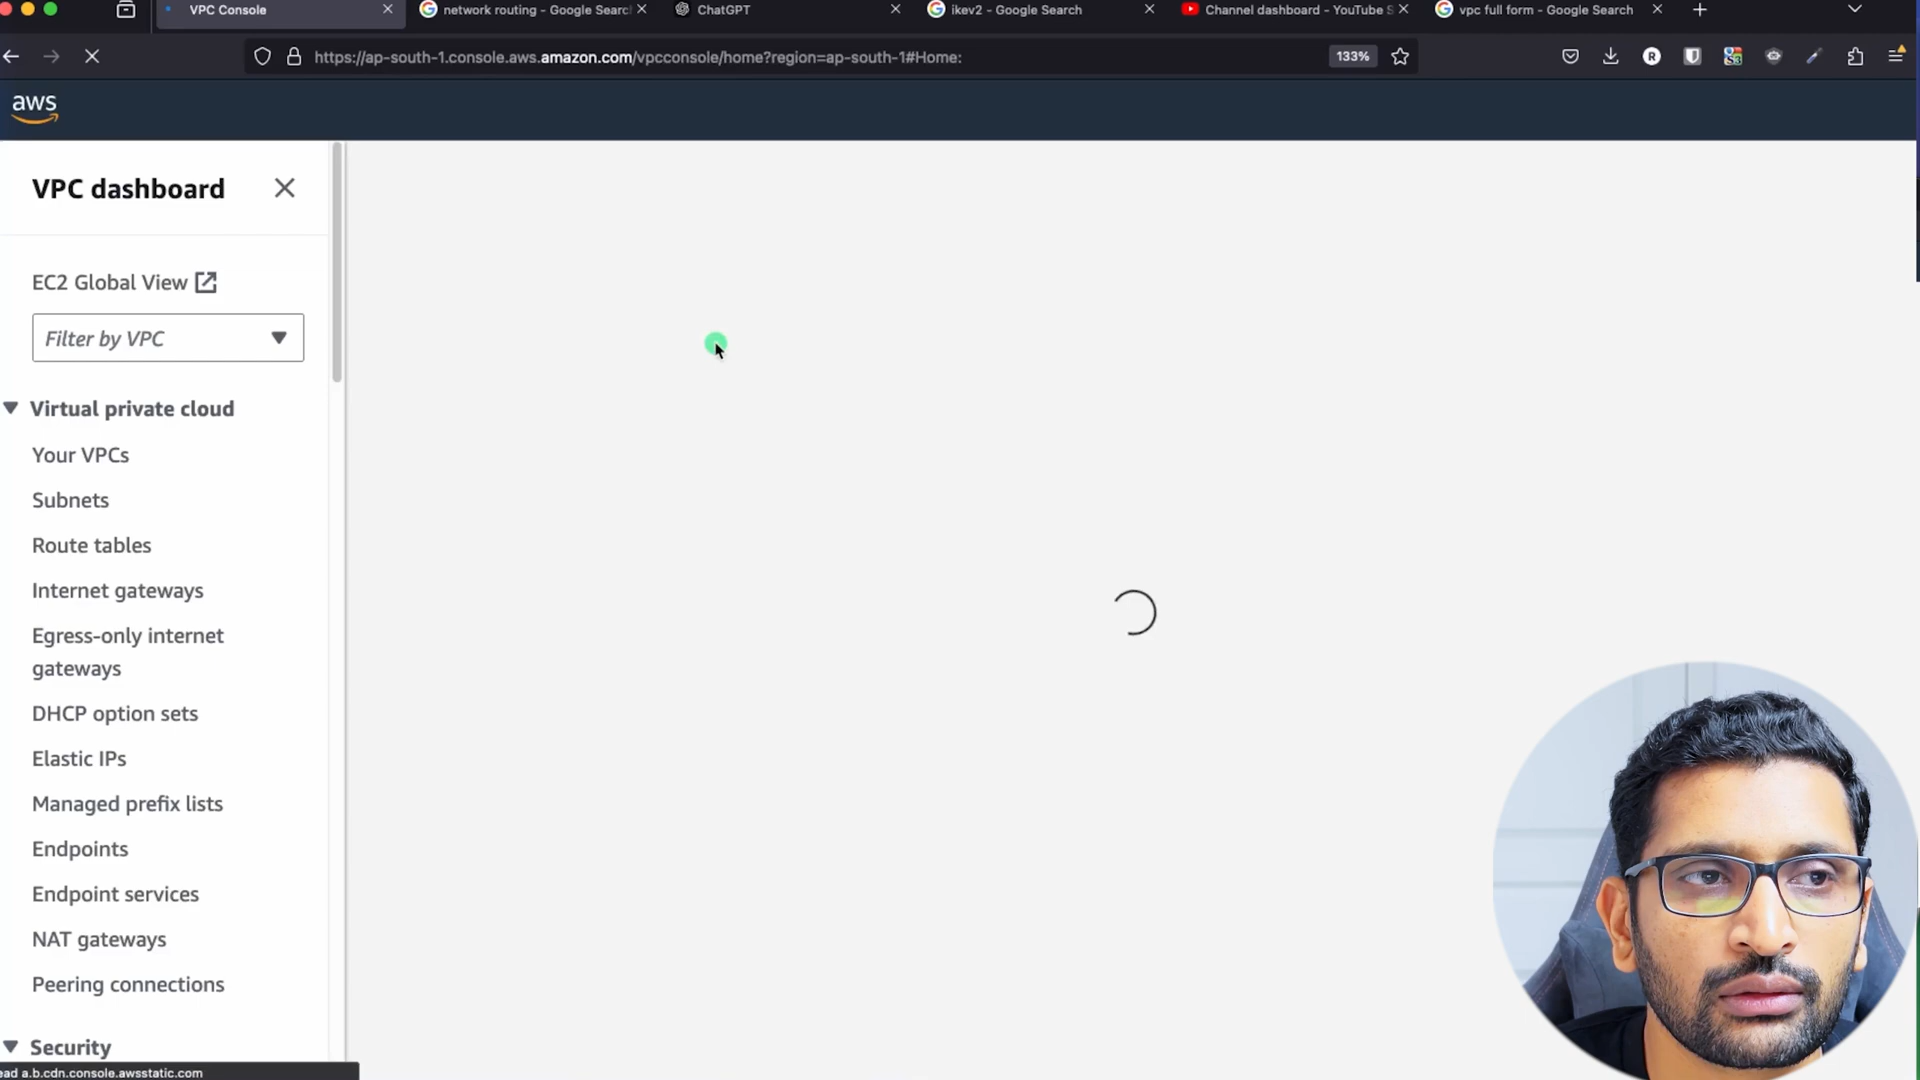 VPC Console
network routing - Google Searc
ChatGPT
ikev2 - Google Search
Channel dashboard - YouTube S
vpc full form - Google Search
https://ap-south-1.console.aws.amazon.com/vpcconsole/home?region=ap-south-1#Home:
133%
R
aws
VPC dashboard
EC2 Global View
Filter by VPC
Virtual private cloud
Your VPCs
Subnets
Route tables
Internet gateways
Egress-only internet
gateways
DHCP option sets
Elastic IPs
Managed prefix lists
Endpoints
Endpoint services
NAT gateways
Peering connections
Security
ead a.b.cdn.console.awsstatic.com